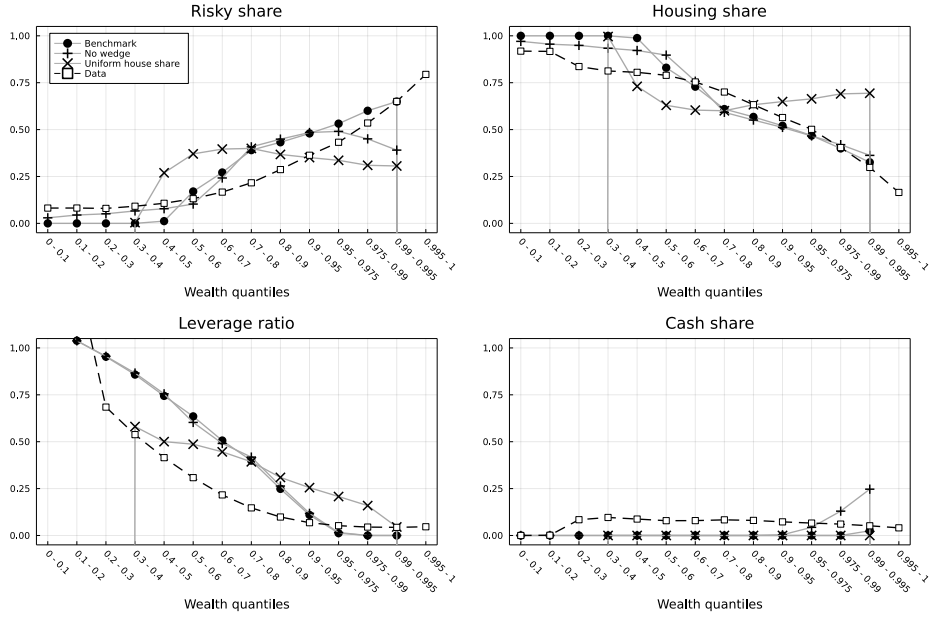 Risky share
1,00
0.75
0.50
0.25
0.00
Benchmark
No wedge
Uniform house share
Data
0 - 0.1
0.1 - 0.2
0.2 - 0.3
0.3 - 0.4
0.4 - 0.5
0.5 - 0.6
0.6 - 0.7
0.7 - 0.8
0.8 - 0.9
0.9 - 0.95
0.95 - 0.975
0.975 - 0.99
0.99 - 0.995
0.995 - 1
Wealth quantiles
Housing share
1,00
0.75
0.50
0.25
0.00
0 - 0.1
0.1 - 0.2
0.2 - 0.3
0.3 - 0.4
0.4 - 0.5
0.5 - 0.6
0.6 - 0.7
0.7 - 0.8
0.8 - 0.9
0.9 - 0.95
0.95 - 0.975
0.975 - 0.99
0.99 - 0.995
0.995 - 1
Wealth quantiles
Leverage ratio
1,00
0.75
0.50
0.25
0.00
0 - 0.1
0.1 - 0.2
0.2 - 0.3
0.3 - 0.4
0.4 - 0.5
0.5 - 0.6
0.6 - 0.7
0.7 - 0.8
0.8 - 0.9
0.9 - 0.95
0.95 - 0.975
0.975 - 0.99
0.99 - 0.995
0.995 - 1
Wealth quantiles
Cash share
1,00
0.75
0.50
0.25
0.00
0 - 0.1
0.1 - 0.2
0.2 - 0.3
0.3 - 0.4
0.4 - 0.5
0.5 - 0.6
0.6 - 0.7
0.7 - 0.8
0.8 - 0.9
0.9 - 0.95
0.95 - 0.975
0.975 - 0.99
0.99 - 0.995
0.995 - 1
Wealth quantiles